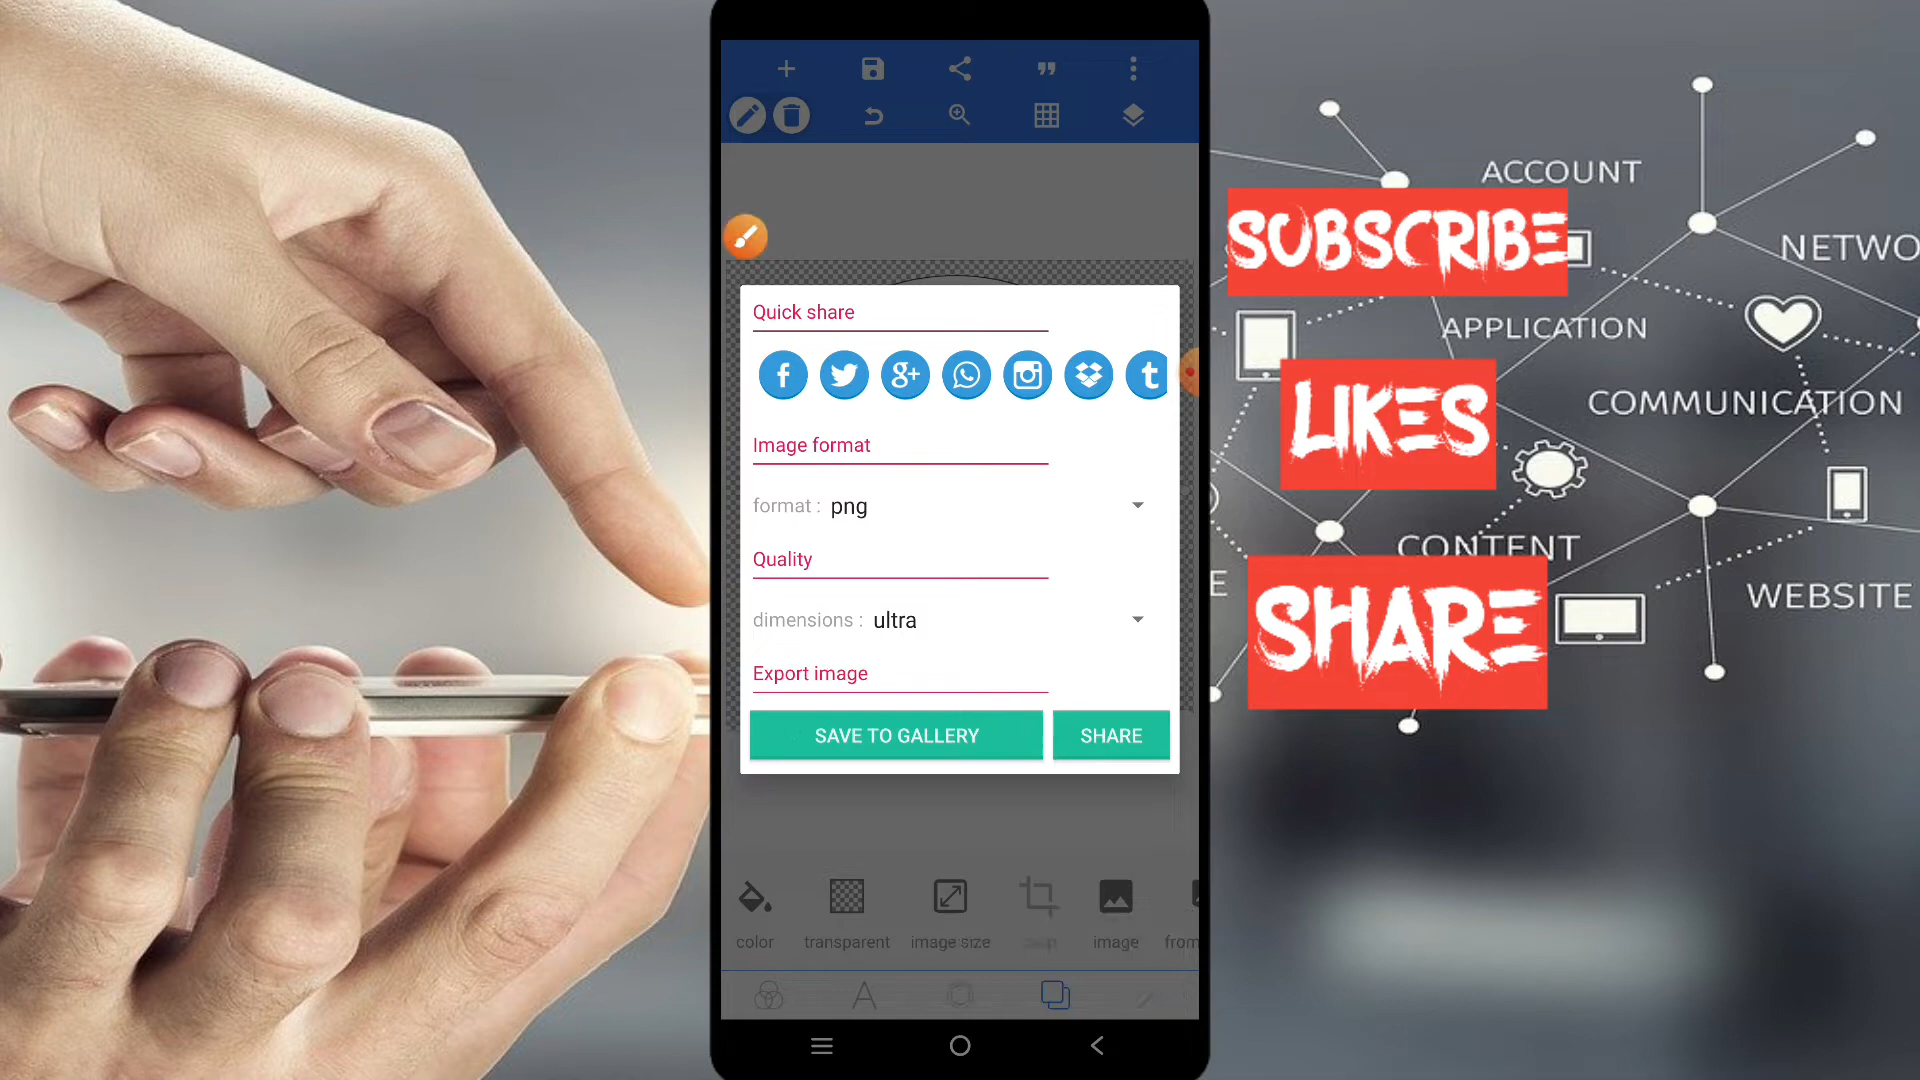 Quick share
Image format
format : png
Quality
dimensions : ultra
Export image
SAVE TO GALLERY
SHARE
color
transparent
image size
image
from
ACCOUNT
SUBSCRIBE
NETWO
APPLICATION
LIKES
COMMUNICATION
CONTENT
E
SHARE
WEBSITE